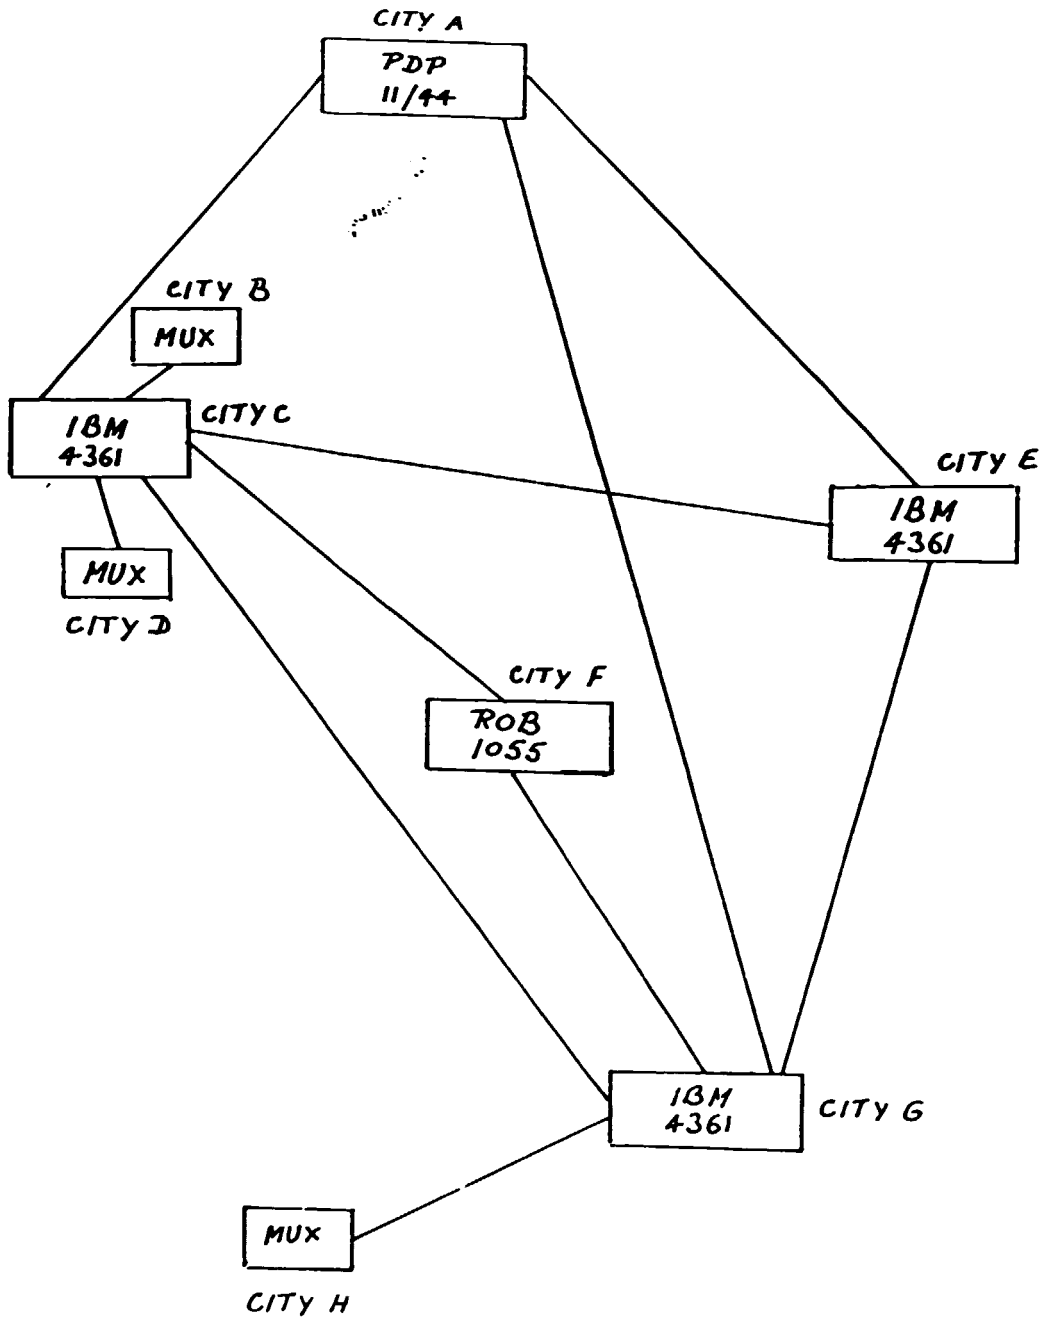 CITY A
PDP
11/44
CITY B
MUX
CITY C
IBM
4361
CITY E
IBM
4361
MUX
CITY D
CITY F
ROB
1055
IBM
4361
CITY G
MUX
CITY H